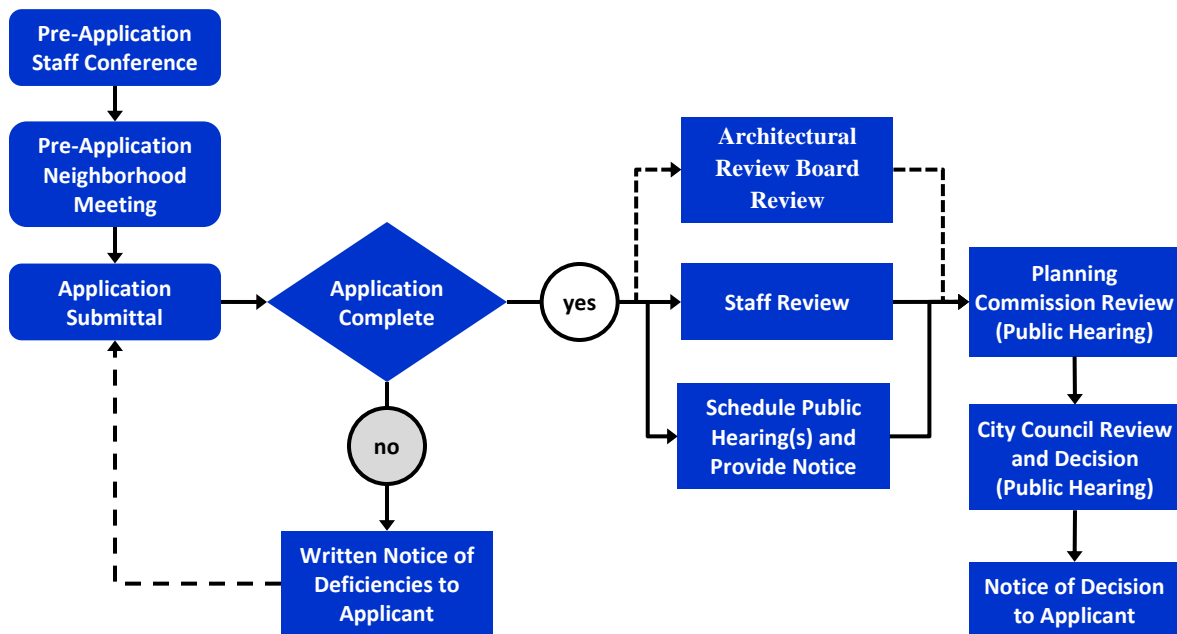 Pre-Application
Staff Conference
Pre-Application
Neighborhood
Meeting
Application
Submittal
Application
Complete
yes
no
Written Notice of
Deficiencies to
Applicant
Architectural
Review Board
Review
Staff Review
Schedule Public
Hearing(s) and
Provide Notice
Planning
Commission Review
(Public Hearing)
City Council Review
and Decision
(Public Hearing)
Notice of Decision
to Applicant